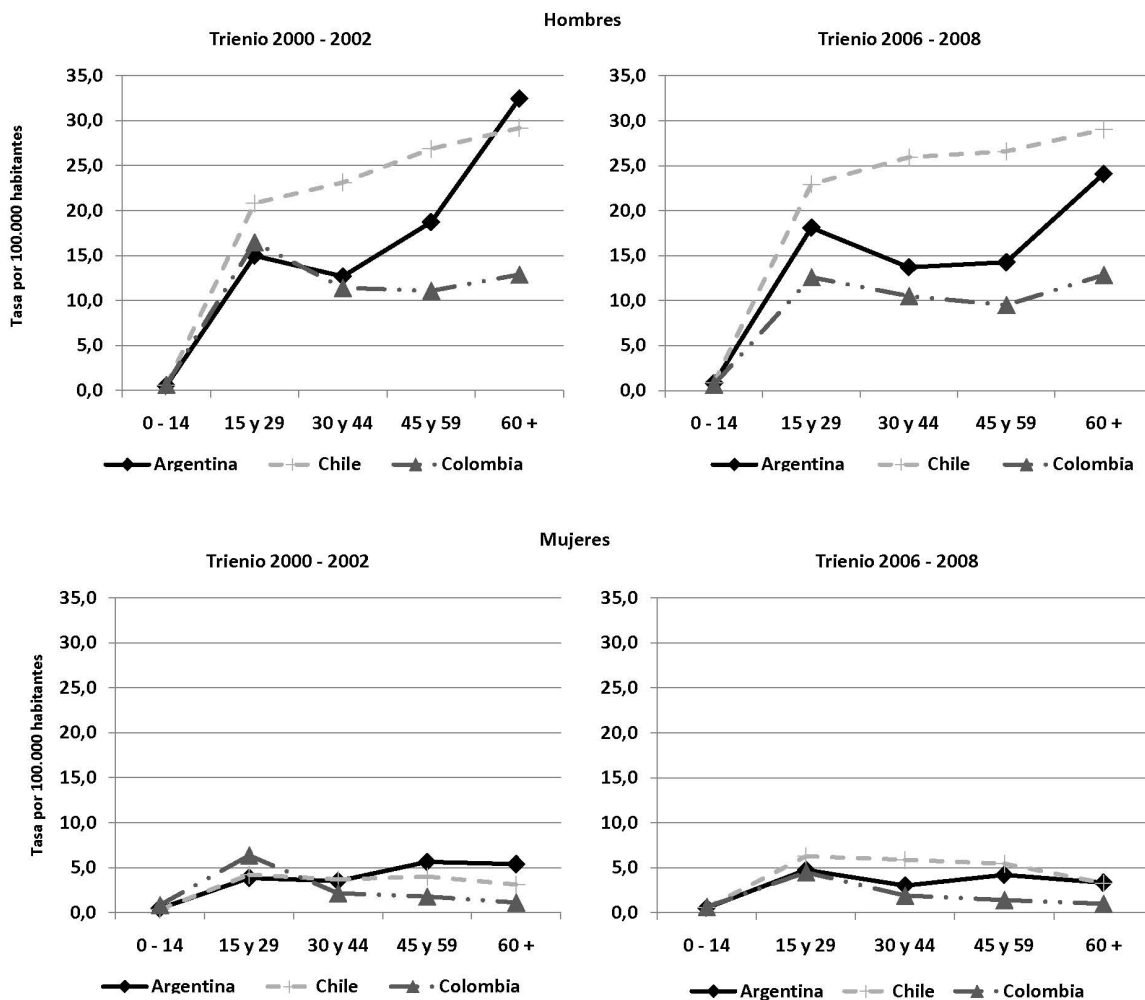 Hombres
Trienio 2000 - 2002
Trienio 2006 - 2008
Tasa por 100.000 habitantes
35,0
30,0
25,0
20,0
15,0
10,0
5,0
0,0
0 - 14 15 y 29 30 y 44 45 y 59 60 +
Argentina Chile Colombia
35,0
30,0
25,0
20,0
15,0
10,0
5,0
0,0
0 - 14 15 y 29 30 y 44 45 y 59 60 +
Argentina Chile Colombia
Mujeres
Trienio 2000 - 2002
Trienio 2006 - 2008
Tasa por 100.000 habitantes
35,0
30,0
25,0
20,0
15,0
10,0
5,0
0,0
0 - 14 15 y 29 30 y 44 45 y 59 60 +
Argentina Chile Colombia
35,0
30,0
25,0
20,0
15,0
10,0
5,0
0,0
0 - 14 15 y 29 30 y 44 45 y 59 60 +
Argentina Chile Colombia